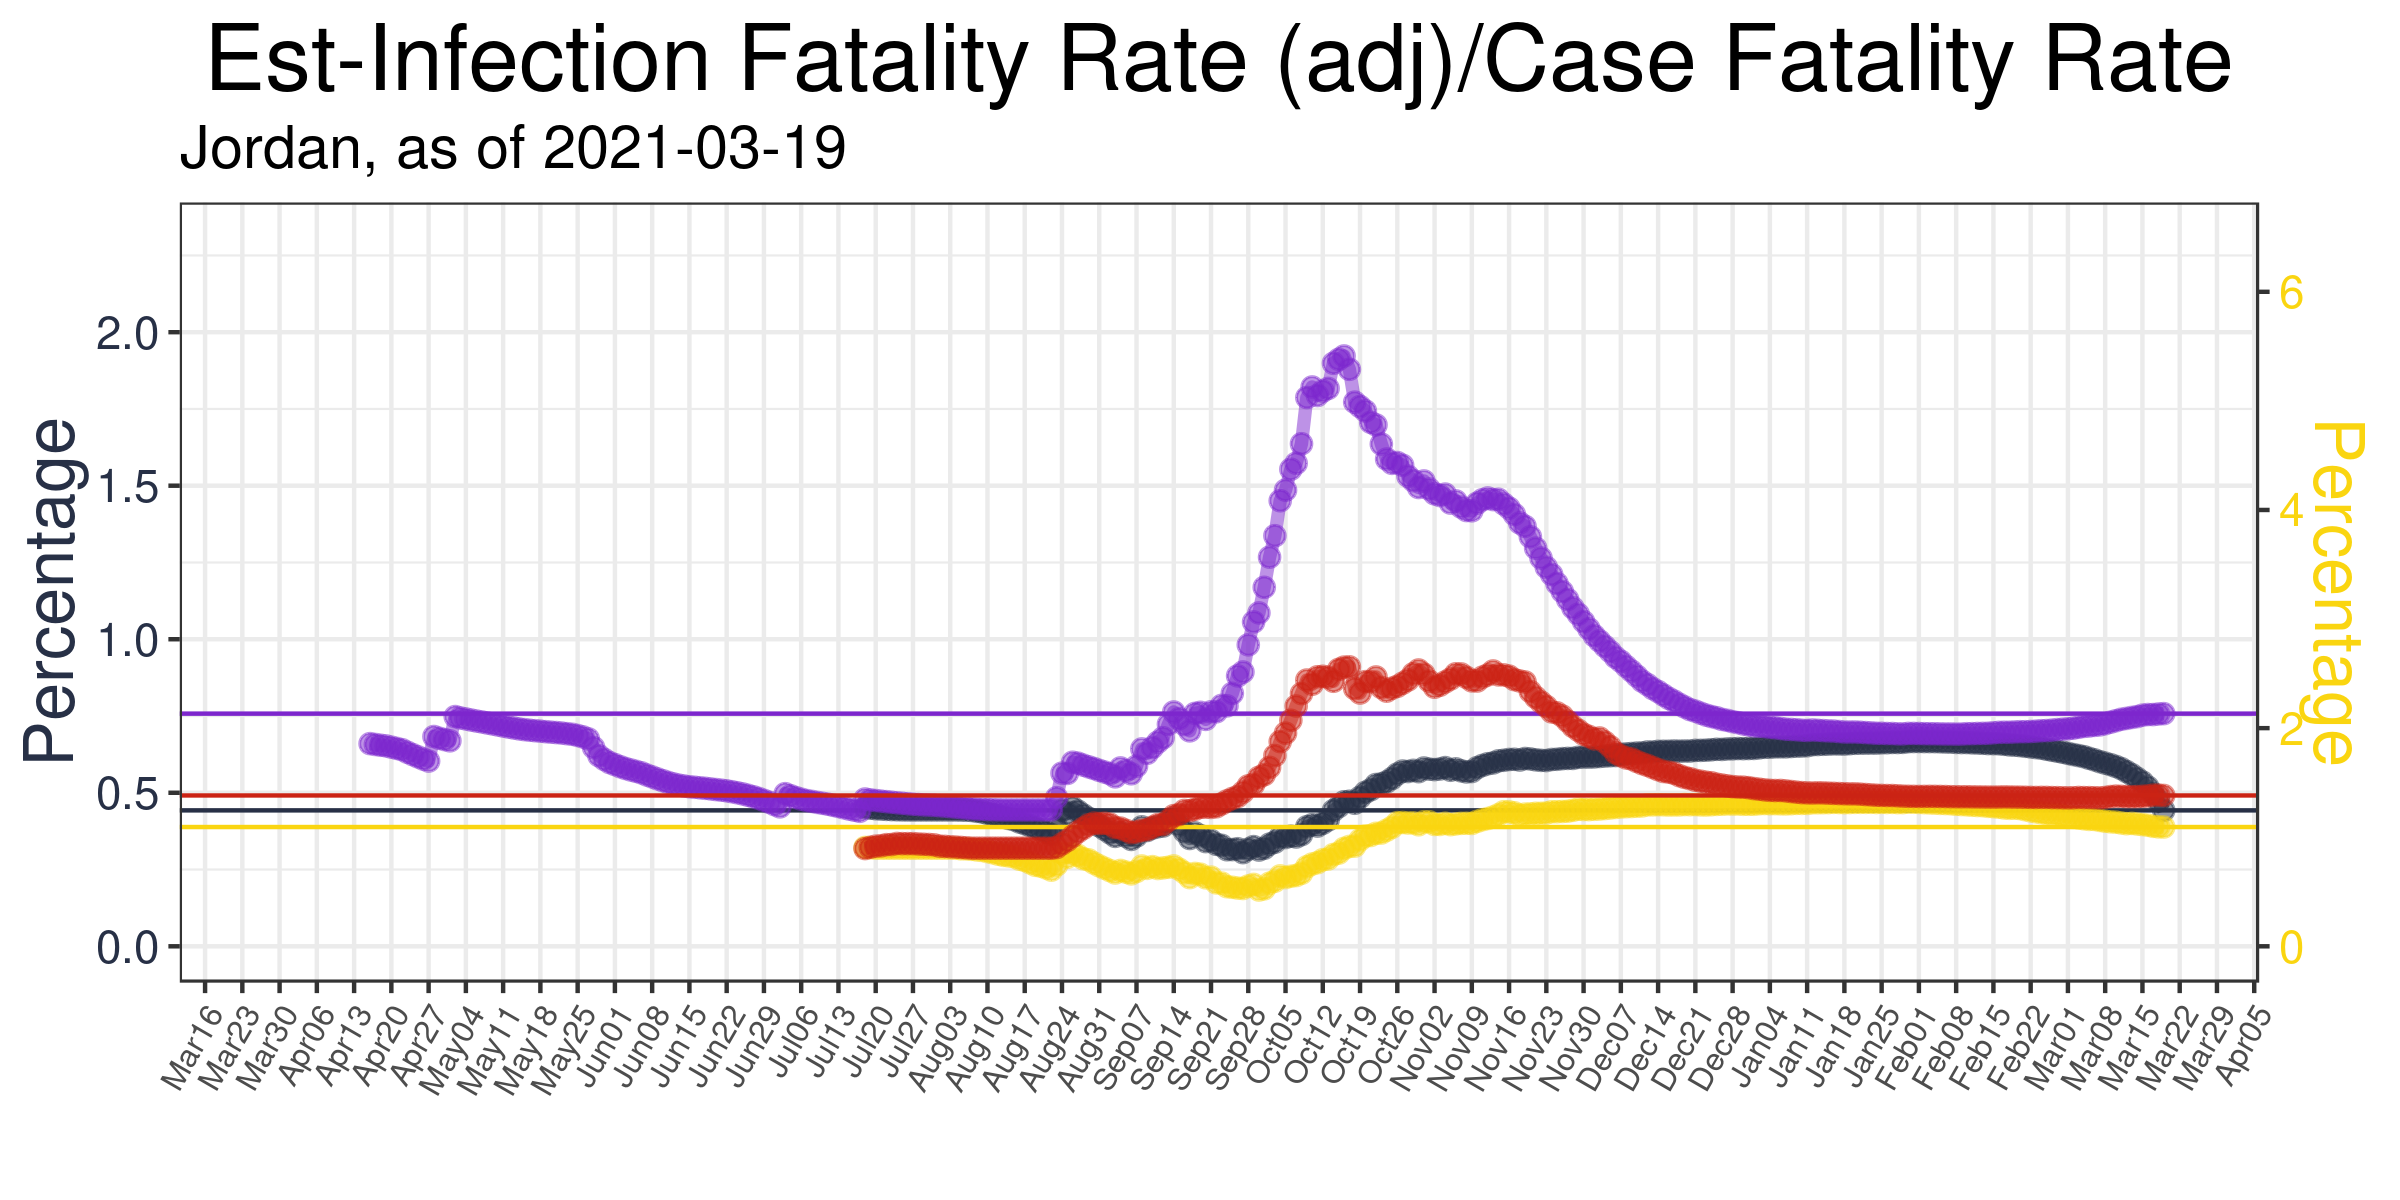 Est-Infection Fatality Rate (adj)/Case Fatality Rate
Jordan, as of 2021-03-19
Percentage
2.0
1.5
1.0
0.5
0.0
6
4
2
0
Percentage
Mar16
Mar23
Mar30
Apr06
Apr13
Apr20
Apr27
May04
May11
May18
May25
Jun01
Jun08
Jun15
Jun22
Jun29
Jul06
Jul13
Jul20
Jul27
Aug03
Aug10
Aug17
Aug24
Aug31
Sep07
Sep14
Sep21
Sep28
Oct05
Oct12
Oct19
Oct26
Nov02
Nov09
Nov16
Nov23
Nov30
Dec07
Dec14
Dec21
Dec28
Dec04
Jan11
Jan18
Jan25
Feb01
Feb08
Feb15
Feb22
Mar01
Mar08
Mar15
Mar22
Mar29
Apr05